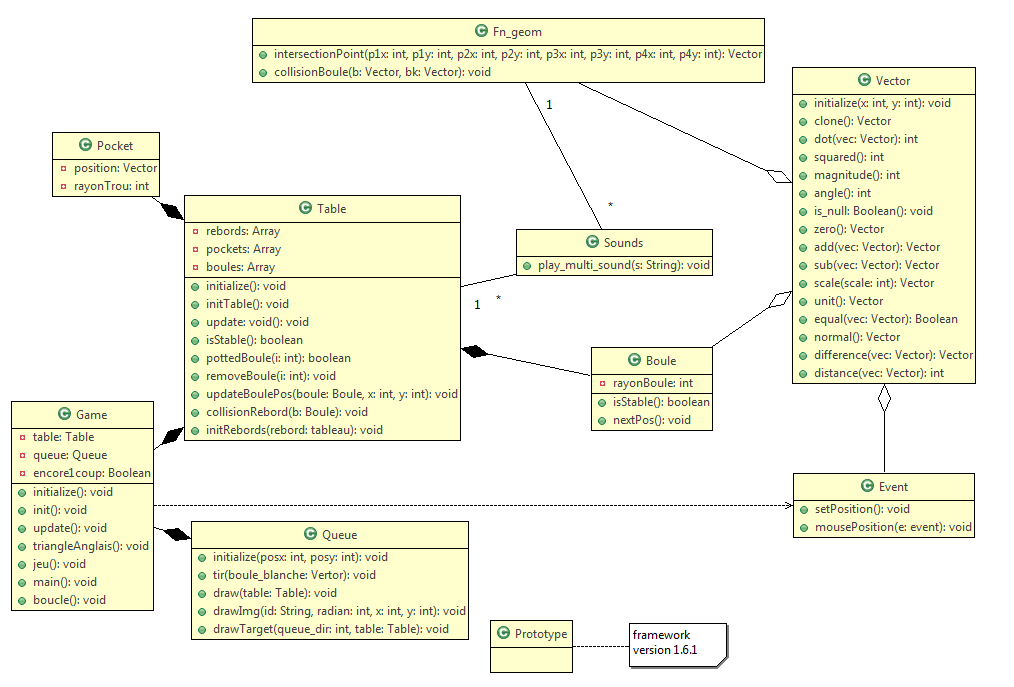 Fn_geom
intersectionPoint(p1x: int, p1y: int, p2x: int, p2y: int, p3x: int, p3y: int, p4x: int, p4y: int): Vector
collisionBoule(b: Vector, bk: Vector): void
1
*
Vector
initialize(x: int, y: int): void
clone(): Vector
dot(vec: Vector): int
squared(): int
magnitude(): int
angle(): int
is_null: Boolean(): void
zero(): Vector
add(vec: Vector): Vector
sub(vec: Vector): Vector
scale(scale: int): Vector
unit(): Vector
equal(vec: Vector): Boolean
normal(): Vector
difference(vec: Vector): Vector
distance(vec: Vector): int
Pocket
position: Vector
rayonTrou: int
Table
rebords: Array
pockets: Array
boules: Array
initialize(): void
initTable(): void
update: void(): void
isStable(): boolean
pottedBoule(i: int): boolean
removeBoule(i: int): void
updateBoulePos(boule: Boule, x: int, y: int): void
collisionRebord(b: Boule): void
initRebords(rebord: tableau): void
Sounds
play_multi_sound(s: String): void
1
*
Boule
rayonBoule: int
isStable(): boolean
nextPos(): void
Game
table: Table
queue: Queue
encore1coup: Boolean
initialize(): void
init(): void
update(): void
triangleAnglais(): void
jeu(): void
main(): void
boucle(): void
Event
setPosition(): void
mousePosition(e: event): void
Queue
initialize(posx: int, posy: int): void
tir(boule_blanche: Vertor): void
draw(table: Table): void
drawImg(id: String, radian: int, x: int, y: int): void
drawTarget(queue_dir: int, table: Table): void
Prototype
framework
version 1.6.1